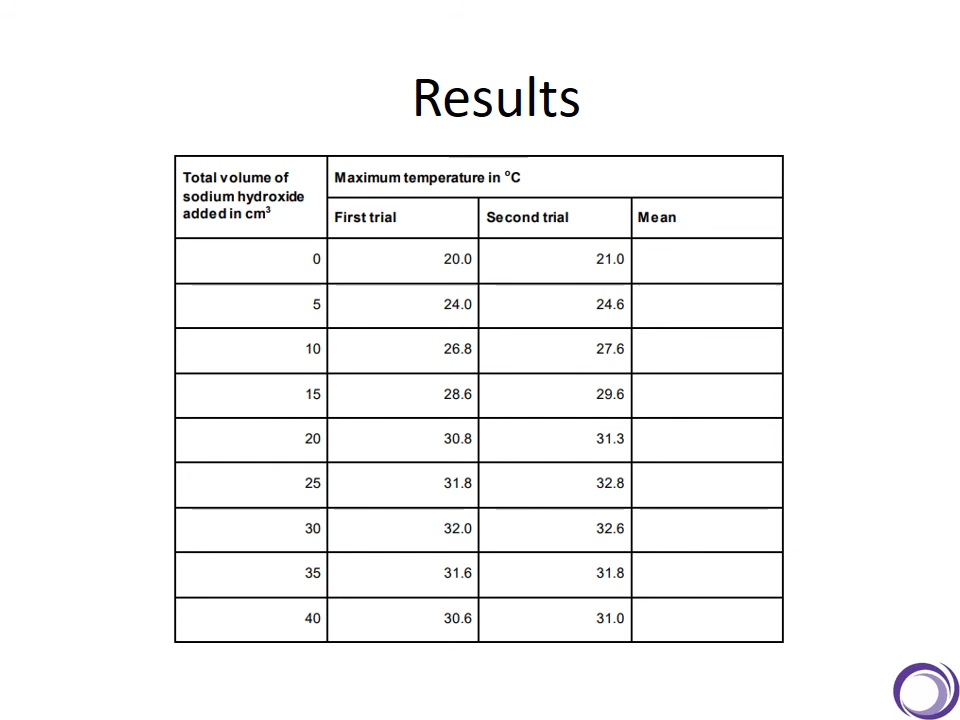 Results
Total volume of
sodium hydroxide
added in cm³
Maximum temperature in °C
First trial Second trial Mean
0 20.0 21.0
5 24.0 24.6
10 26.8 27.6
15 28.6 29.6
20 30.8 31.3
25 31.8 32.8
30 32.0 32.6
35 31.6 31.8
40 30.6 31.0